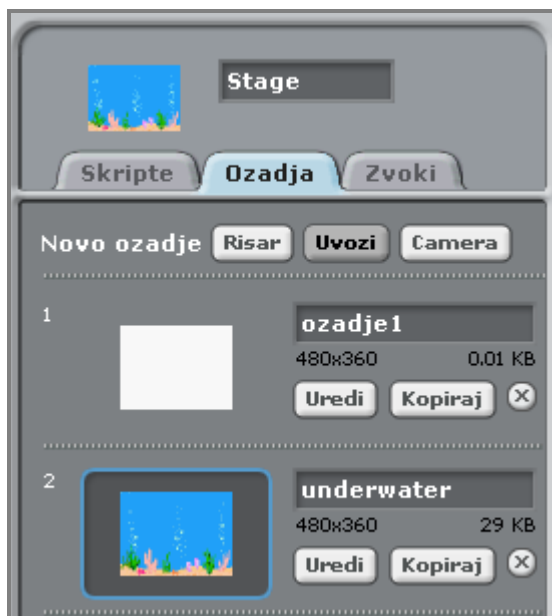 Stage
Skripte Ozadja Zvoki
Novo ozadje Risar Uvozi Camera
1
ozadje1
480x360 0.01 KB
Uredi Kopiraj
2
underwater
480x360 29 KB
Uredi Kopiraj